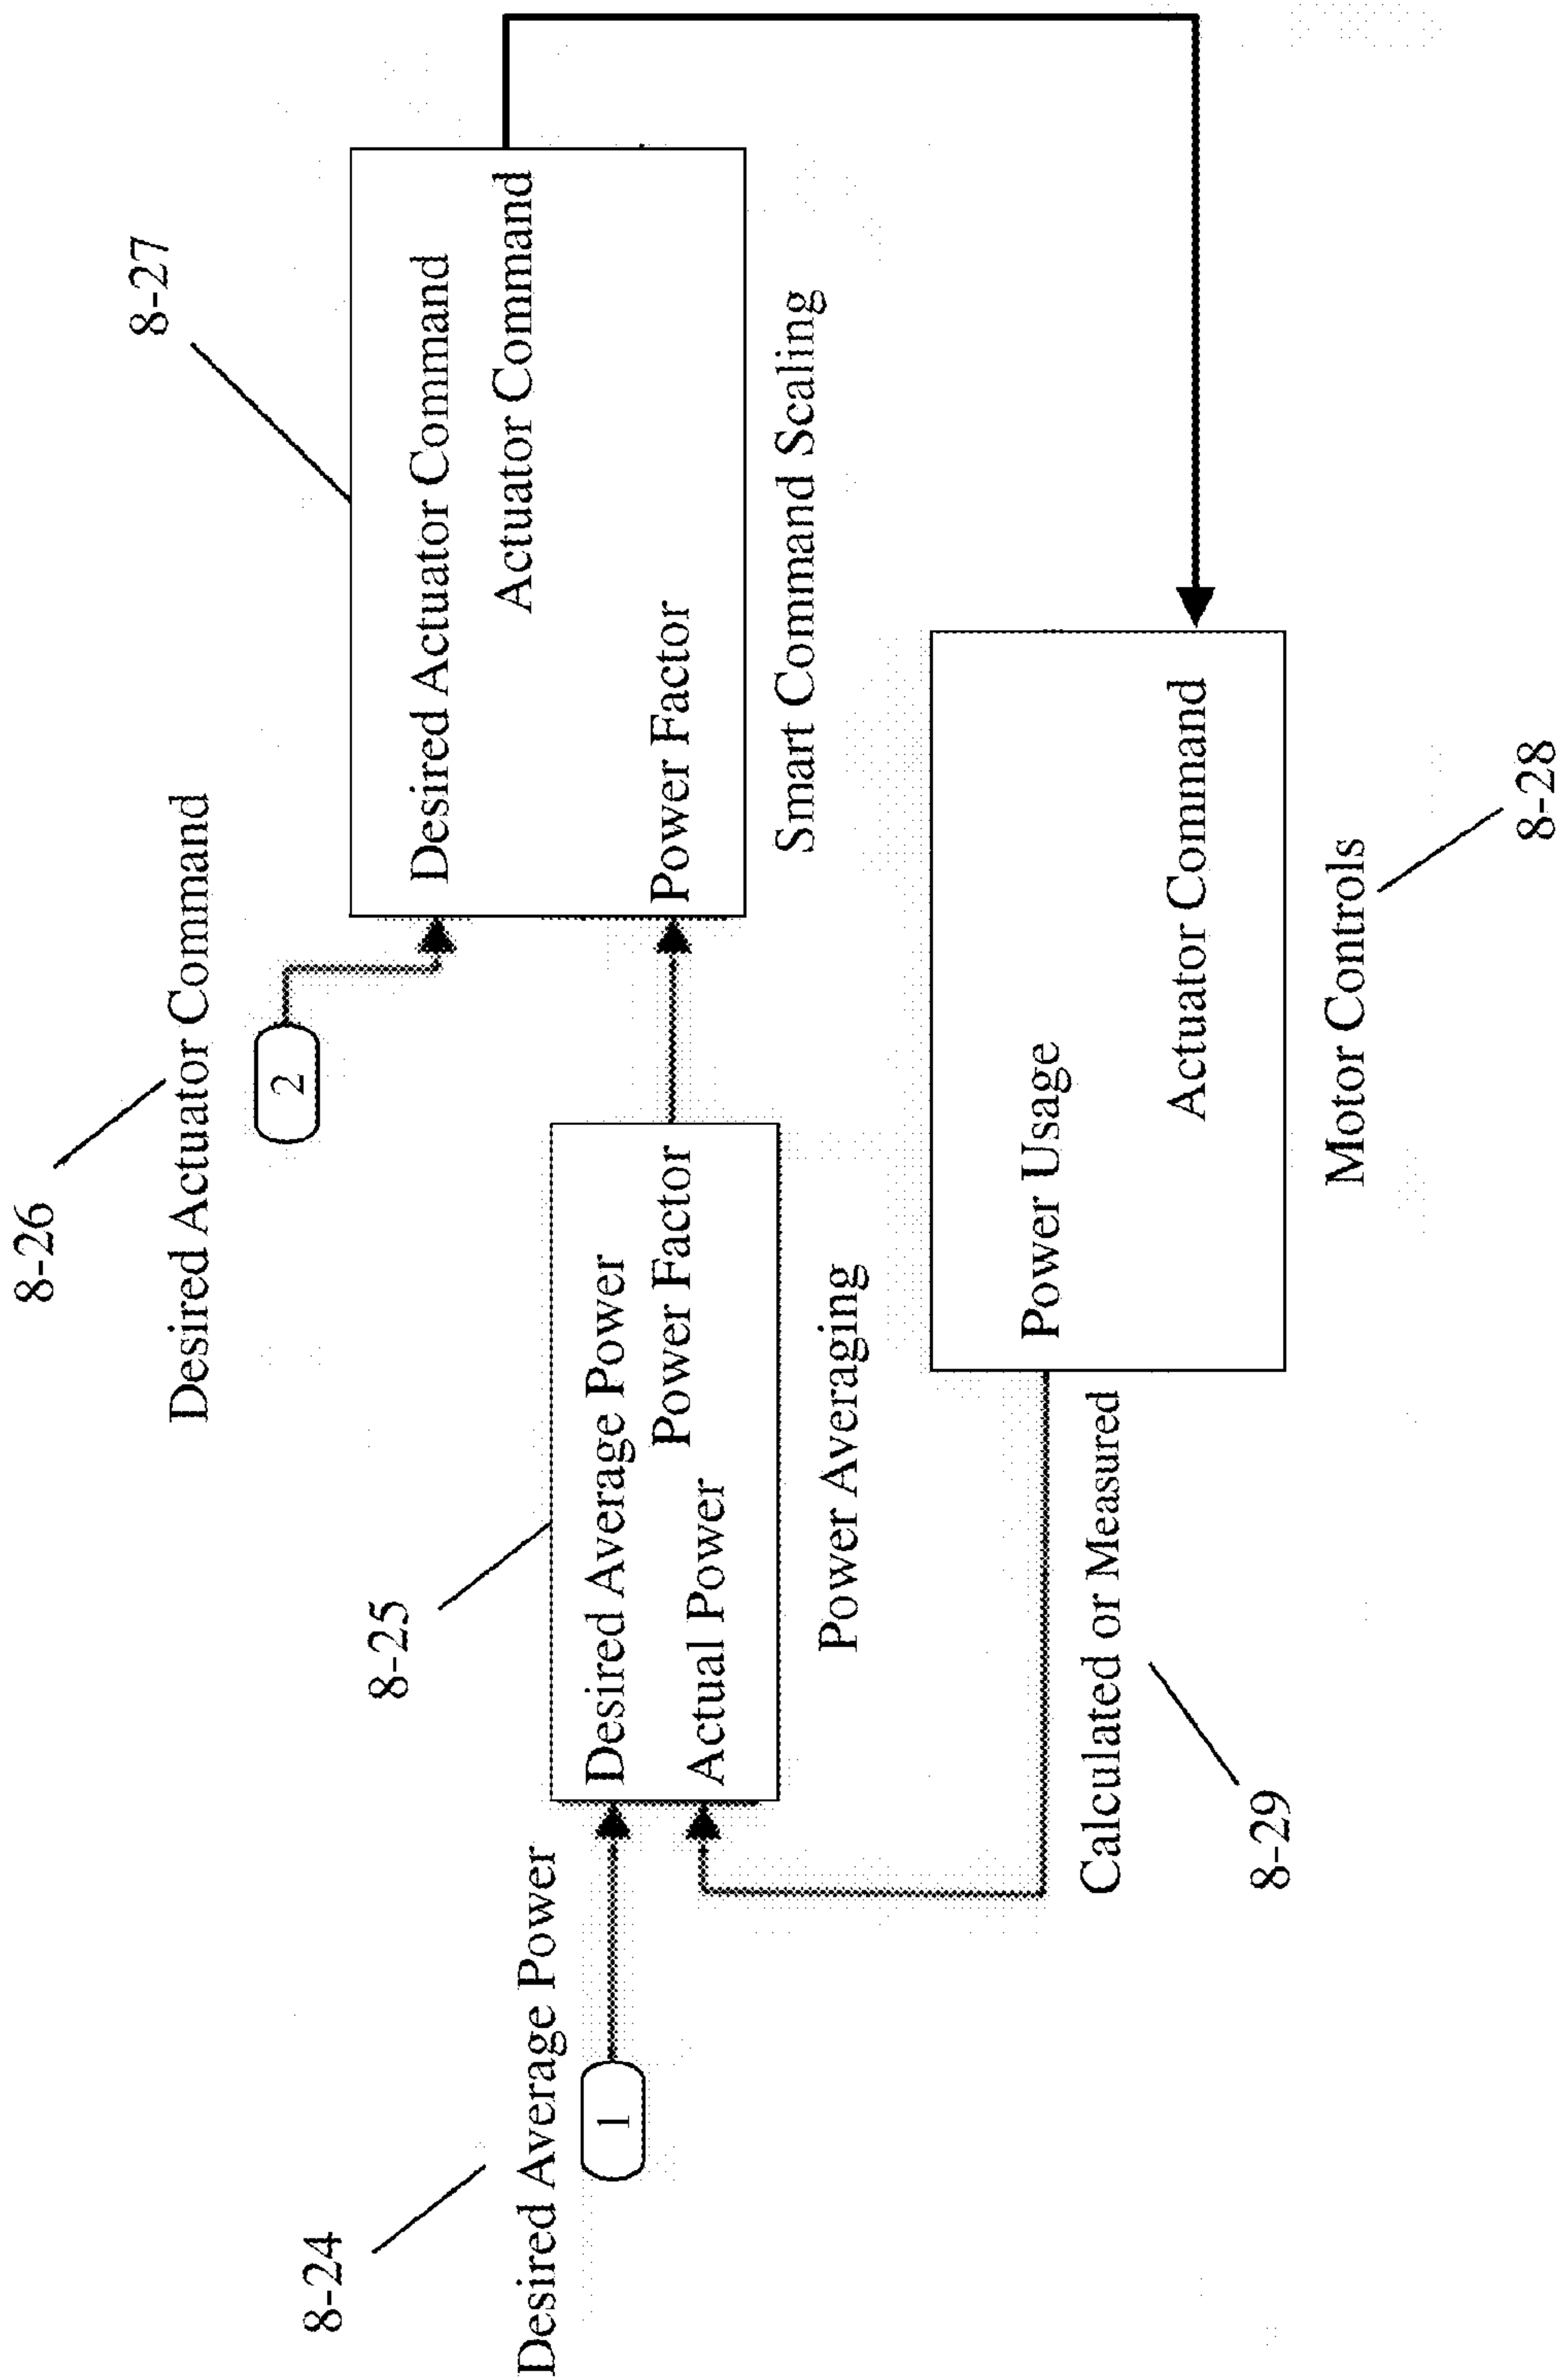 8-26
Desired Actuator Command
2
8-27
Desired Actuator Command
Actuator Command
Power Factor
Smart Command Scaling
8-24
Desired Average Power
1
8-25
Desired Average Power
Power Factor
Actual Power
Power Averaging
Power Usage
Actuator Command
Motor Controls
8-28
Calculated or Measured
8-29